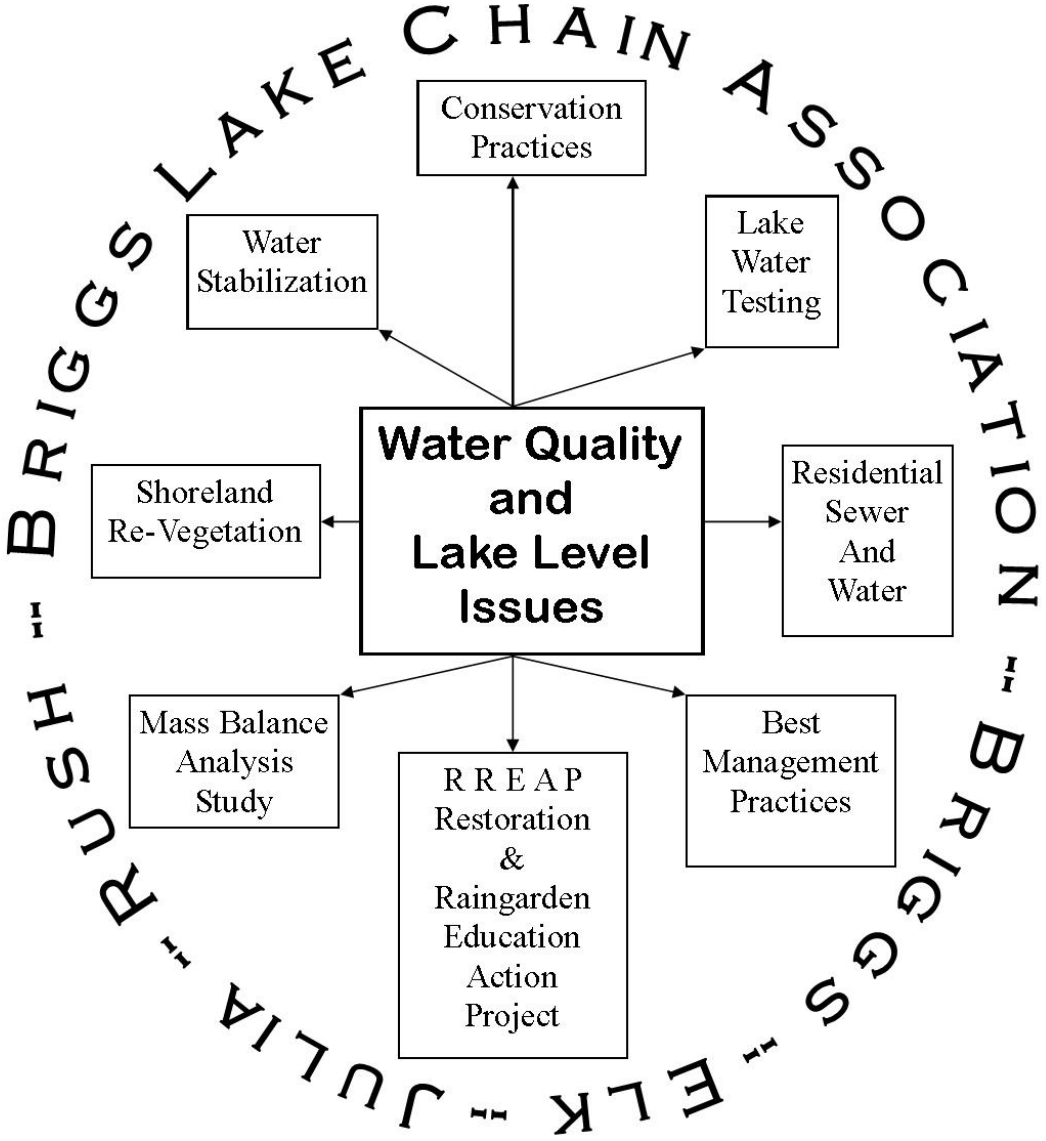 BRIGGS LAKE CHAIN ASSOCIATION -- BRIGGS -- ELK -- JULIA -- RUSH --
Conservation
Practices
Water
Stabilization
Lake
Water
Testing
Water Quality
and
Lake Level
Issues
Shoreland
Re-Vegetation
Residential
Sewer
And
Water
Mass Balance
Analysis
Study
R R E A P
Restoration
&
Raingarden
Education
Action
Project
Best
Management
Practices